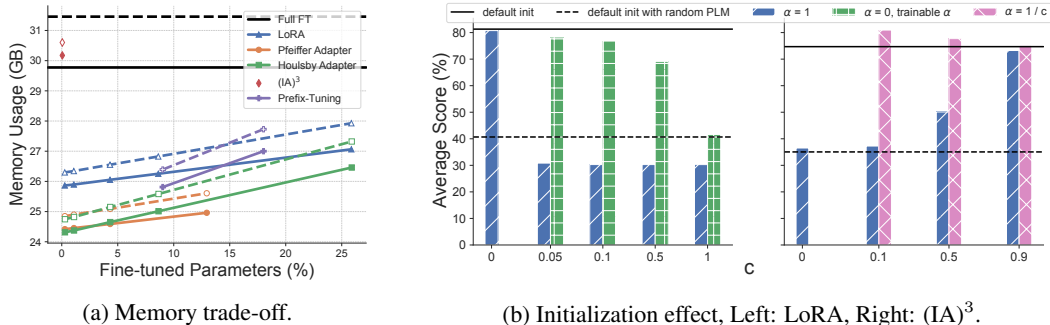 Memory Usage (GB)
31
30
29
28
27
26
25
24
0
5
10
15
20
25
Fine-tuned Parameters (%)
Full FT
LoRA
Pfeiffer Adapter
Houlsby Adapter
(IA)³
Prefix-Tuning
(a) Memory trade-off.
default init
default init with random PLM
α = 1
α = 0, trainable α
α = 1 / c
Average Score (%)
80
70
60
50
40
30
20
10
0
0 0.05 0.1 0.5 1
c
0 0.1 0.5 0.9
(b) Initialization effect, Left: LoRA, Right: (IA)³.